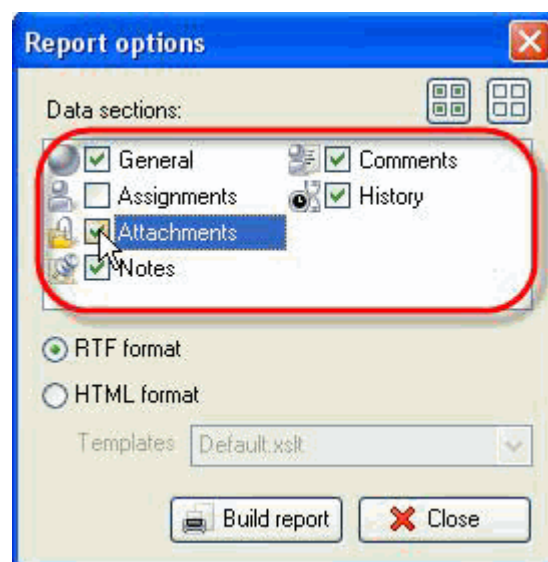 Report options
Data sections:
General
Comments
Assignments
History
Attachments
Notes
RTF format
HTML format
Templates Default.xslt
Build report Close